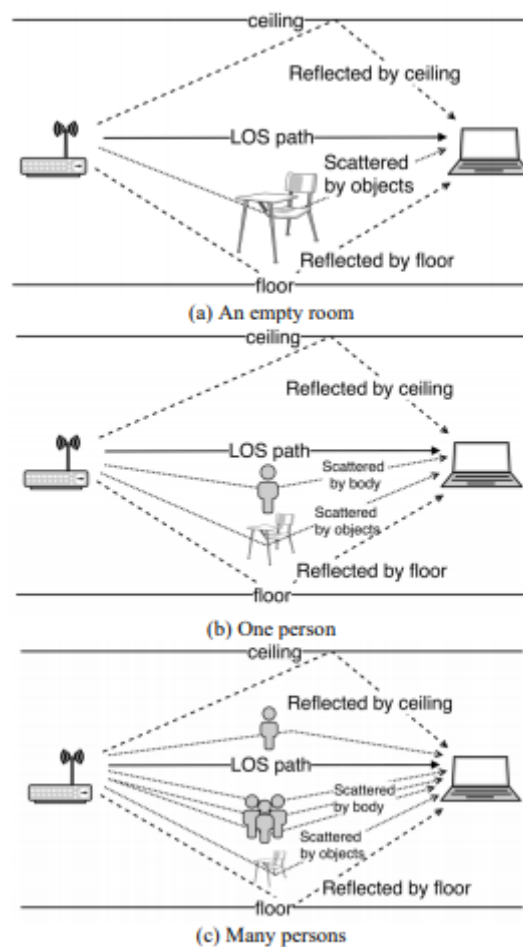 ceiling
Reflected by ceiling
LOS path
Scattered
by objects
Reflected by floor
floor
(a) An empty room
ceiling
Reflected by ceiling
LOS path
Scattered
by body
Scattered
by objects
Reflected by floor
floor
(b) One person
ceiling
Reflected by ceiling
LOS path
Scattered
by body
Scattered
by objects
Reflected by floor
floor
(c) Many persons